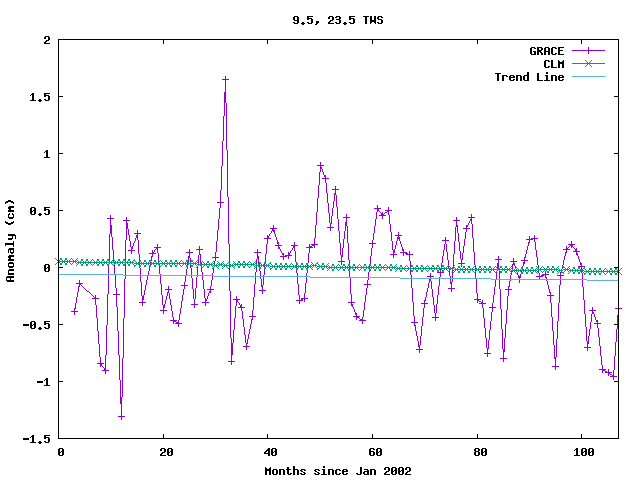 9.5, 23.5 TWS
GRACE
CLM
Trend Line
2
1.5
1
0.5
0
-0.5
-1
-1.5
Anomaly (cm)
0 20 40 60 80 100
Months since Jan 2002